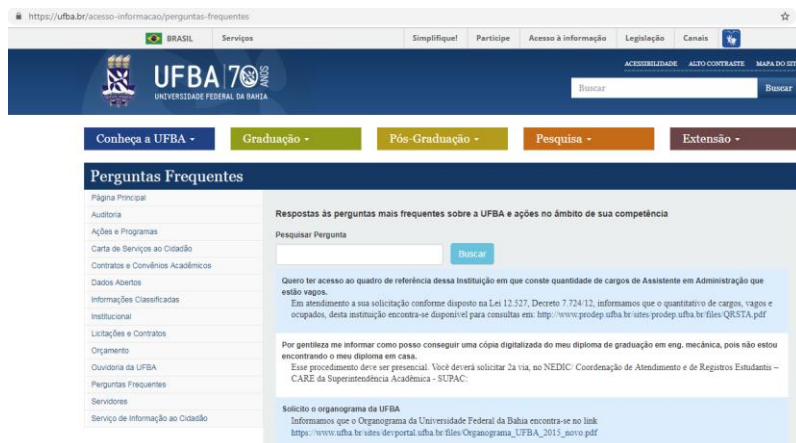 https://ufba.br/acesso-informacao/perguntas-frequentes
BRASIL Serviços Simplifique! Participe Acesso à informação Legislação Canais
ACESSIBILIDADE ALTO CONTRASTE MAPA DO SIT
UFBA 70 ANOS
UNIVERSIDADE FEDERAL DA BAHIA
Buscar Buscar
Conheça a UFBA Graduação Pós-Graduação Pesquisa Extensão
Perguntas Frequentes
Página Principal
Auditoria
Ações e Programas
Carta de Serviços ao Cidadão
Contratos e Convênios Acadêmicos
Dados Abertos
Informações Classificadas
Institucional
Licitações e Contratos
Orçamento
Ouvidoria da UFBA
Perguntas Frequentes
Servidores
Serviço de Informação ao Cidadão
Respostas às perguntas mais frequentes sobre a UFBA e ações no âmbito de sua competência
Pesquisar Pergunta
Buscar
Quero ter acesso ao quadro de referência dessa Instituição em que conste quantidade de cargos de Assistente em Administração que
estão vagos.
Em atendimento a sua solicitação conforme disposto na Lei 12.527, Decreto 7.724/12, informamos que o quantitativo de cargos, vagos e
ocupados, desta instituição encontra-se disponível para consultas em: http://www.prodep.ufba.br/sites/prodep.ufba.br/files/QRSTA.pdf
Por gentileza me informar como posso conseguir uma cópia digitalizada do meu diploma de graduação em eng. mecânica, pois não estou
encontrando o meu diploma em casa.
Esse procedimento deve ser presencial. Você deverá solicitar 2a via, no NEDIC/ Coordenação de Atendimento e de Registros Estudantis –
CARE da Superintendência Acadêmica - SUPAC:
Solicito o organograma da UFBA
Informamos que o Organograma da Universidade Federal da Bahia encontra-se no link
https://www.ufba.br/sites/devportal.ufba.br/files/Organograma_UFBA_2015_novo.pdf